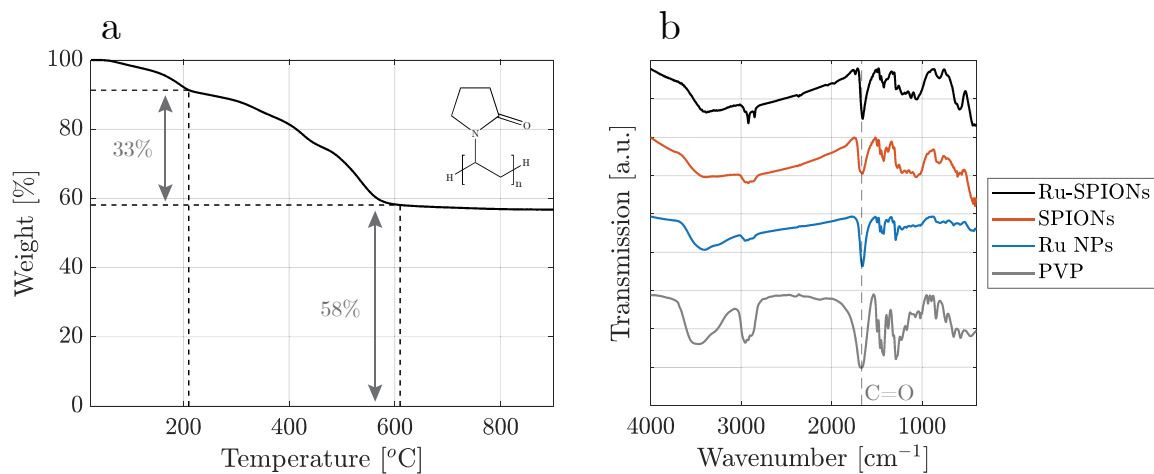 a
100
80
60
40
20
0
Weight [%]
33%
58%
N
O
H
H
n
200
400
600
800
Temperature [°C]
b
Transmission [a.u.]
C=O
4000
3000
2000
1000
Wavenumber [cm⁻¹]
Ru-SPIONs
SPIONs
Ru NPs
PVP